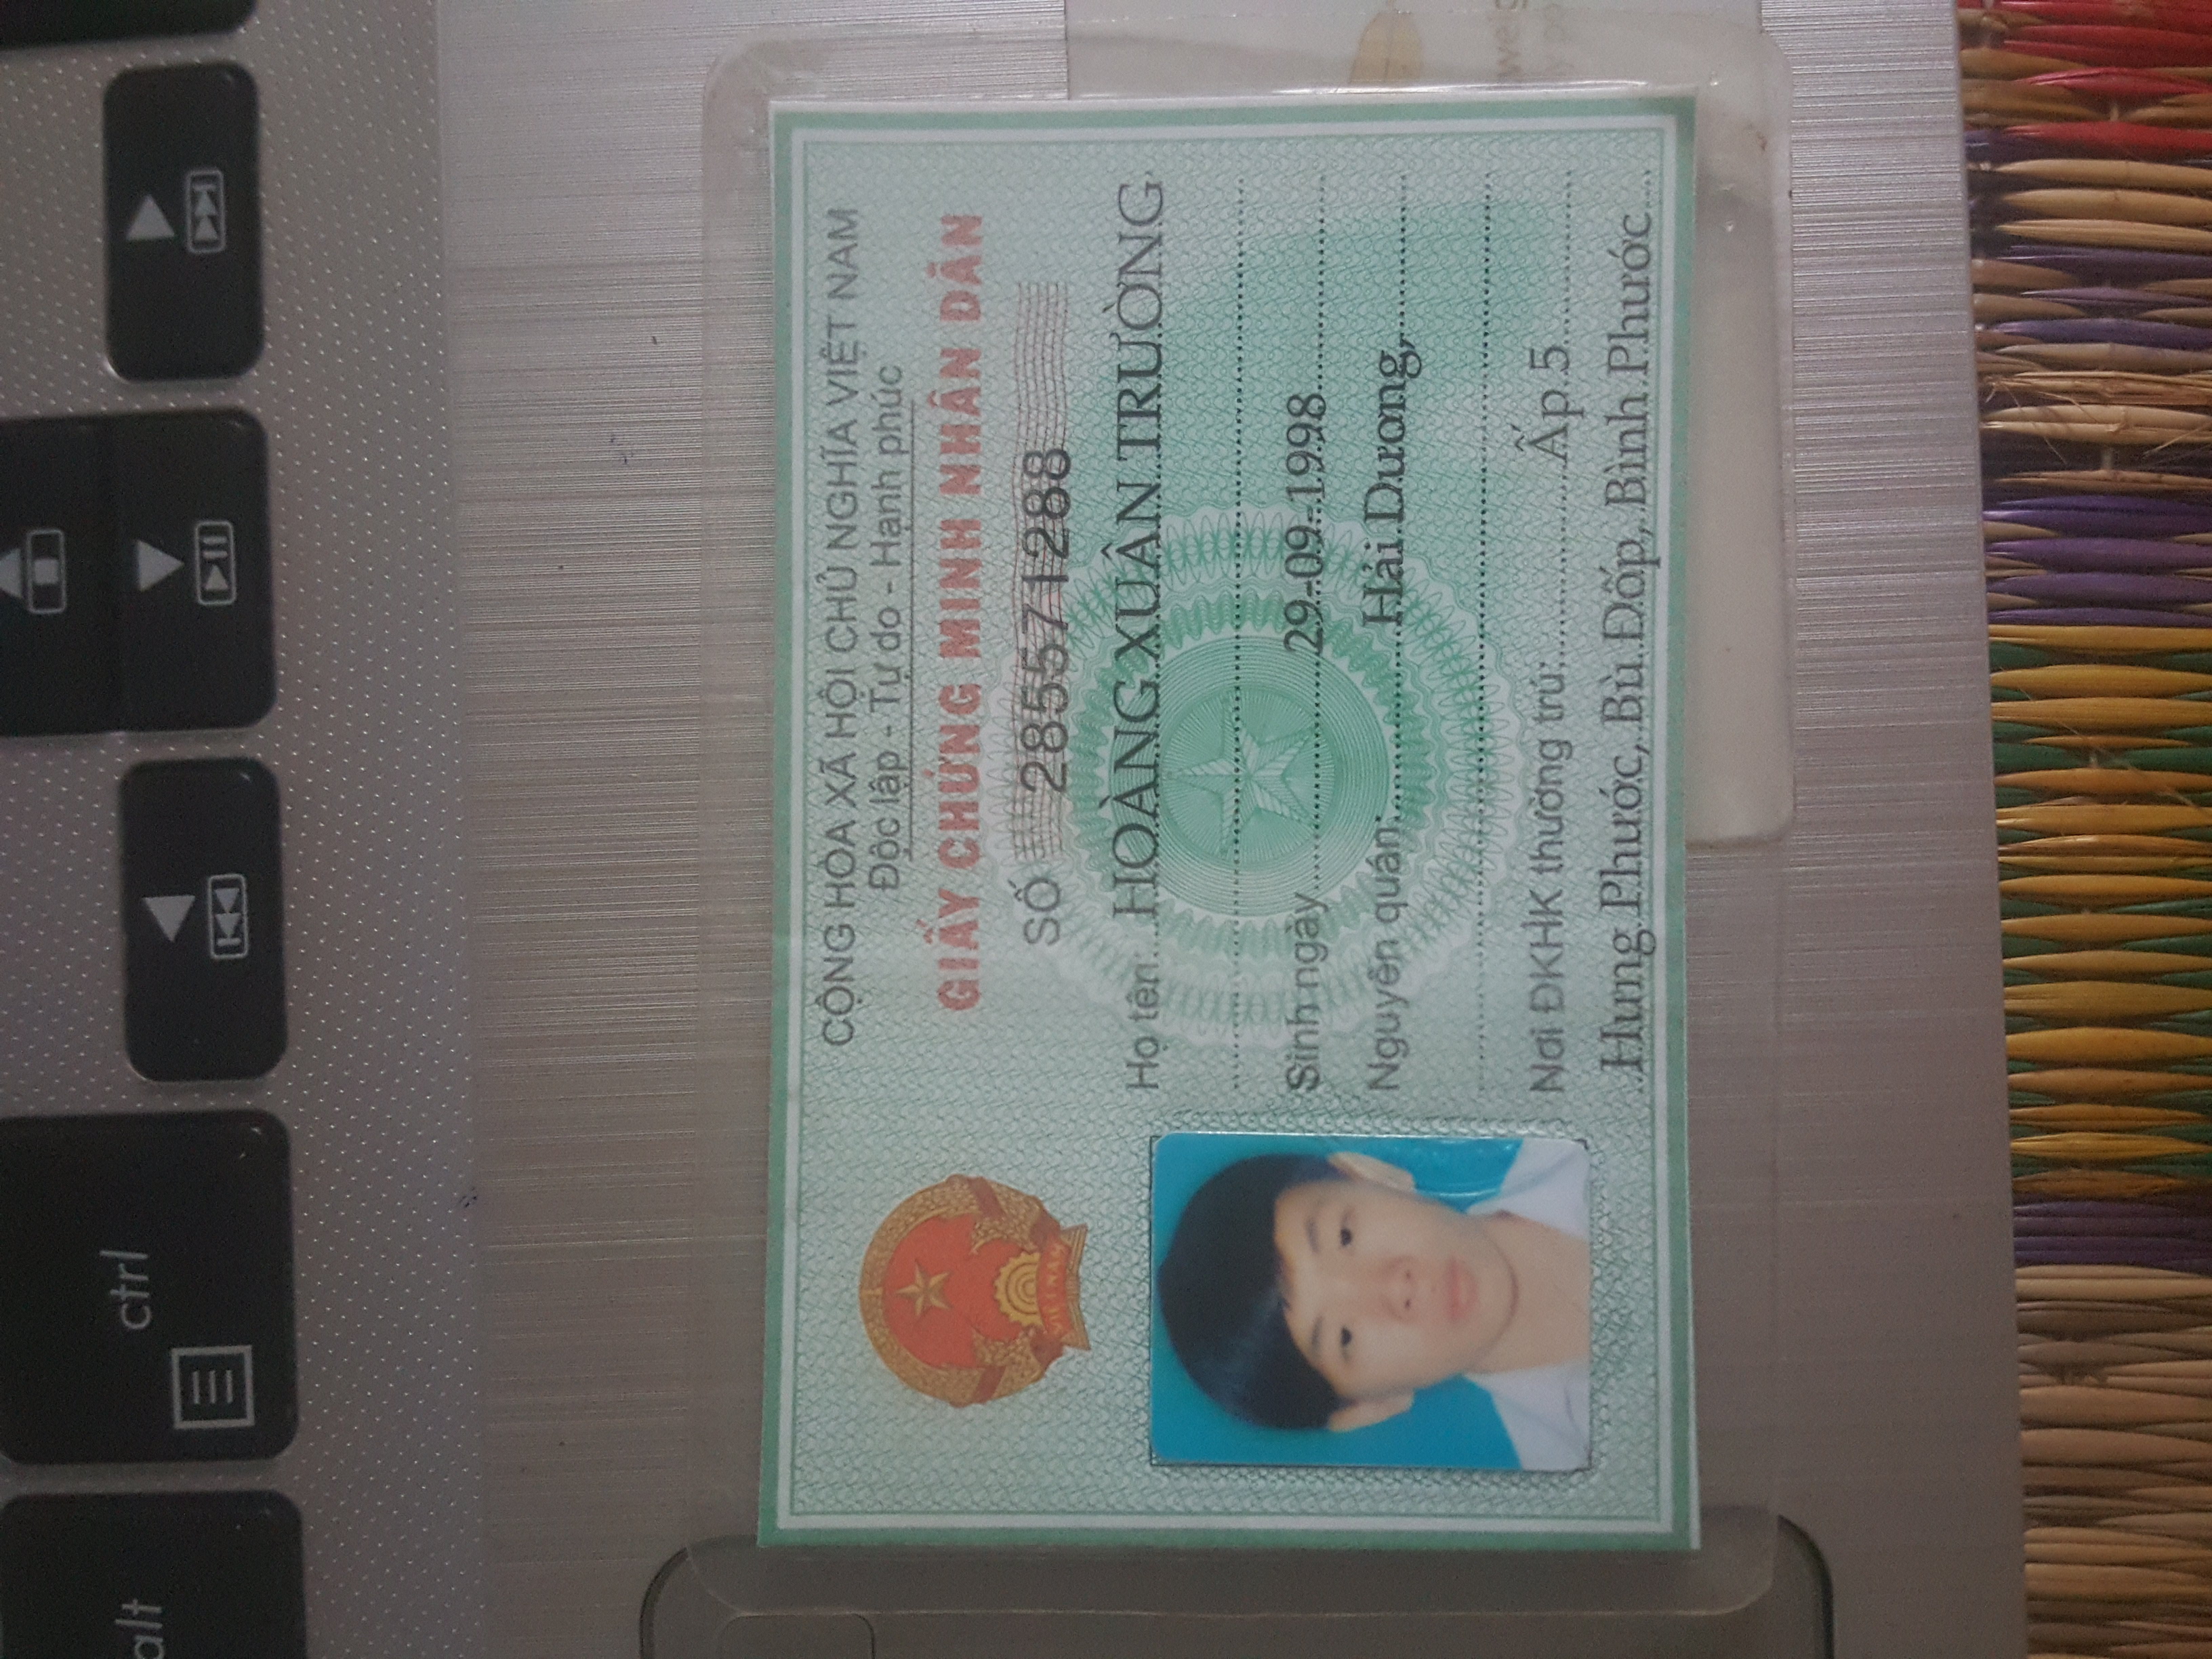 alt
ctrl
CỘNG HÒA XÃ HỘI CHỦ NGHĨA VIỆT NAM
Độc lập - Tự do - Hạnh phúc
GIẤY CHỨNG MINH NHÂN DÂN
SỐ 285571288
VIỆT NAM
Họ tên: HOÀNG XUÂN TRƯỜNG
Sinh ngày 29-09-1998
Nguyên quán: Hải Dương,
Nơi ĐKHK thường trú: Ấp 5
Hưng Phước, Bù Đốp, Bình Phước